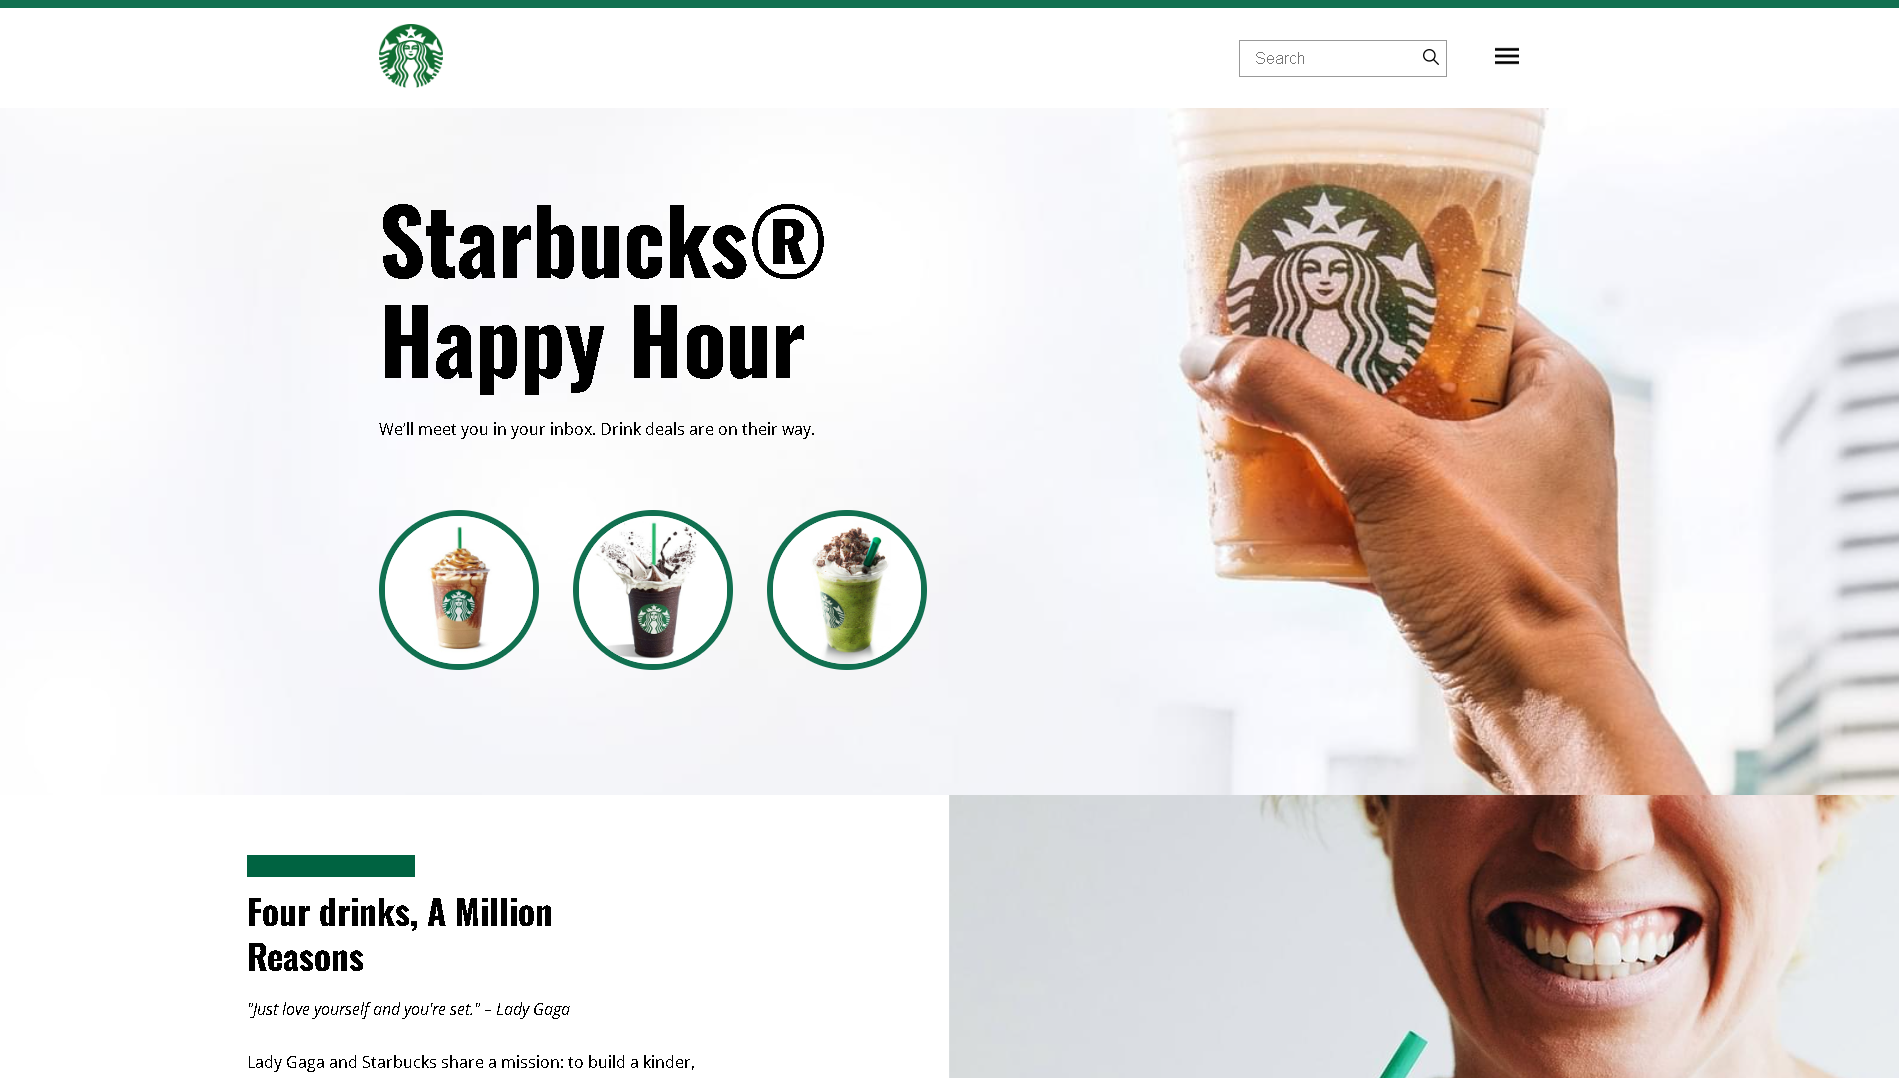 Search
Starbucks®
Happy Hour
We'll meet you in your inbox. Drink deals are on their way.
Four drinks, A Million
Reasons
"Just love yourself and you're set." – Lady Gaga
Lady Gaga and Starbucks share a mission: to build a kinder,